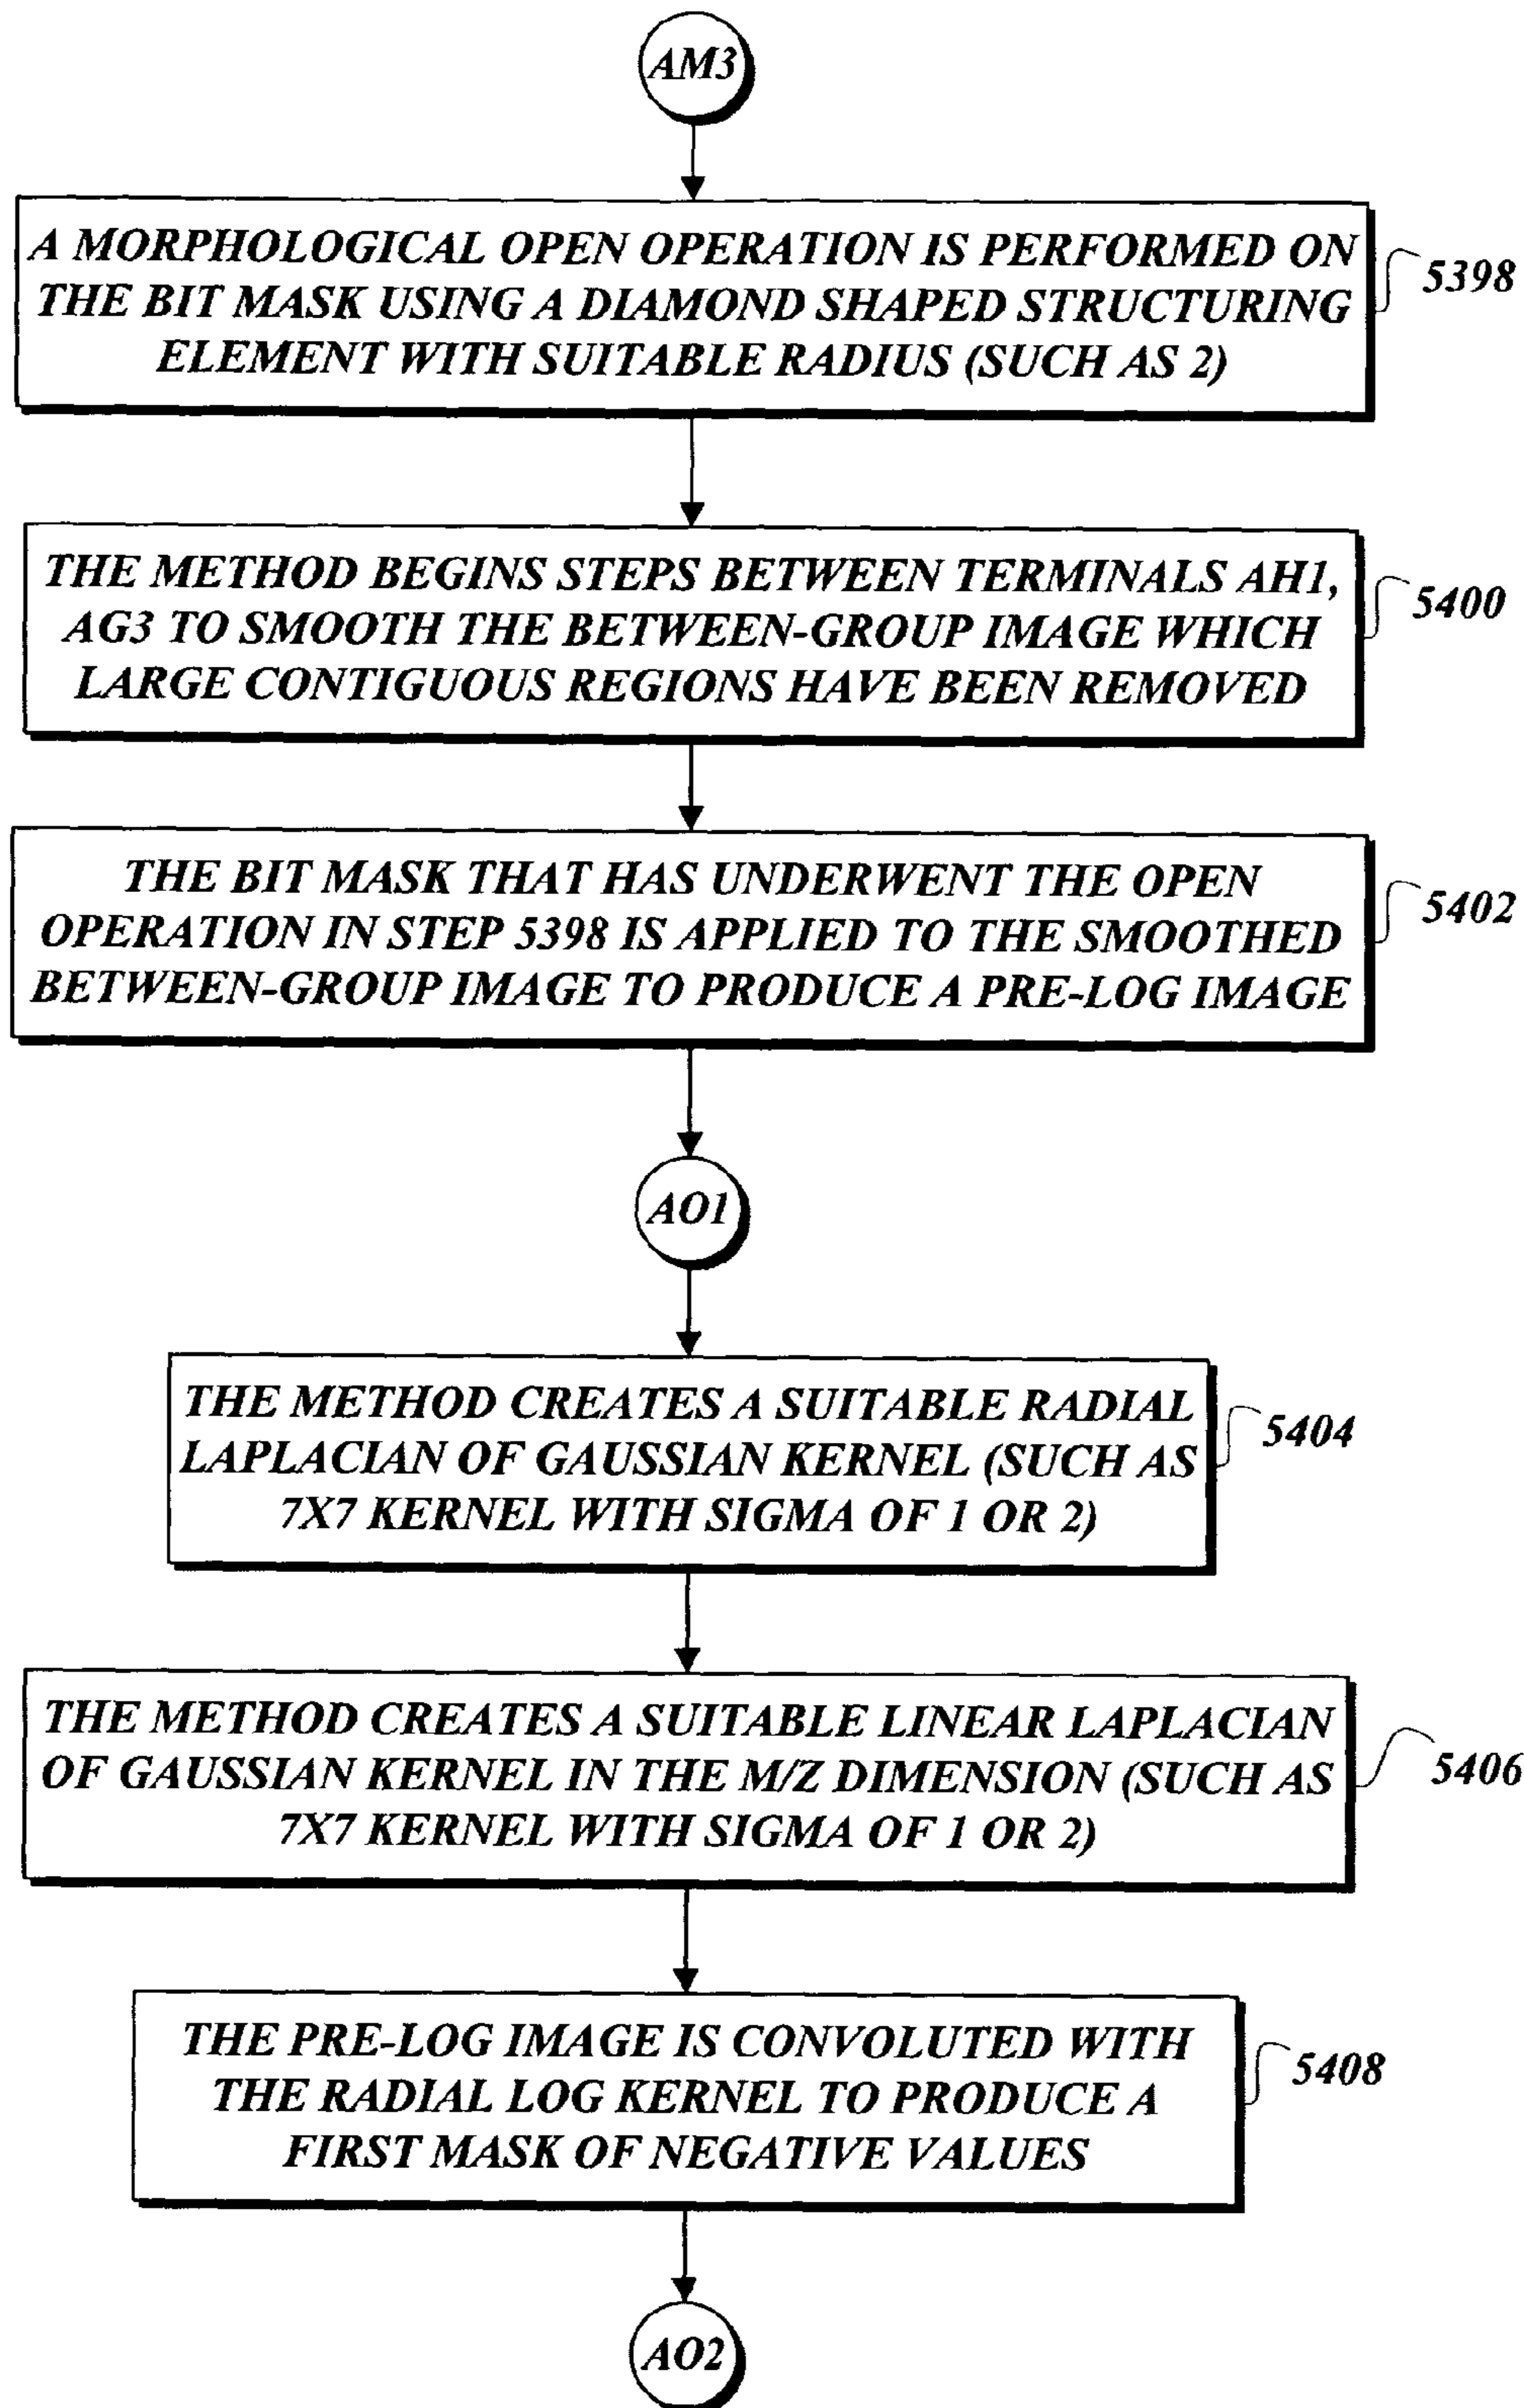 AM3
A MORPHOLOGICAL OPEN OPERATION IS PERFORMED ON
THE BIT MASK USING A DIAMOND SHAPED STRUCTURING
ELEMENT WITH SUITABLE RADIUS (SUCH AS 2)
5398
THE METHOD BEGINS STEPS BETWEEN TERMINALS AH1,
AG3 TO SMOOTH THE BETWEEN-GROUP IMAGE WHICH
LARGE CONTIGUOUS REGIONS HAVE BEEN REMOVED
5400
THE BIT MASK THAT HAS UNDERWENT THE OPEN
OPERATION IN STEP 5398 IS APPLIED TO THE SMOOTHED
BETWEEN-GROUP IMAGE TO PRODUCE A PRE-LOG IMAGE
5402
AO1
THE METHOD CREATES A SUITABLE RADIAL
LAPLACIAN OF GAUSSIAN KERNEL (SUCH AS
7X7 KERNEL WITH SIGMA OF 1 OR 2)
5404
THE METHOD CREATES A SUITABLE LINEAR LAPLACIAN
OF GAUSSIAN KERNEL IN THE M/Z DIMENSION (SUCH AS
7X7 KERNEL WITH SIGMA OF 1 OR 2)
5406
THE PRE-LOG IMAGE IS CONVOLUTED WITH
THE RADIAL LOG KERNEL TO PRODUCE A
FIRST MASK OF NEGATIVE VALUES
5408
AO2